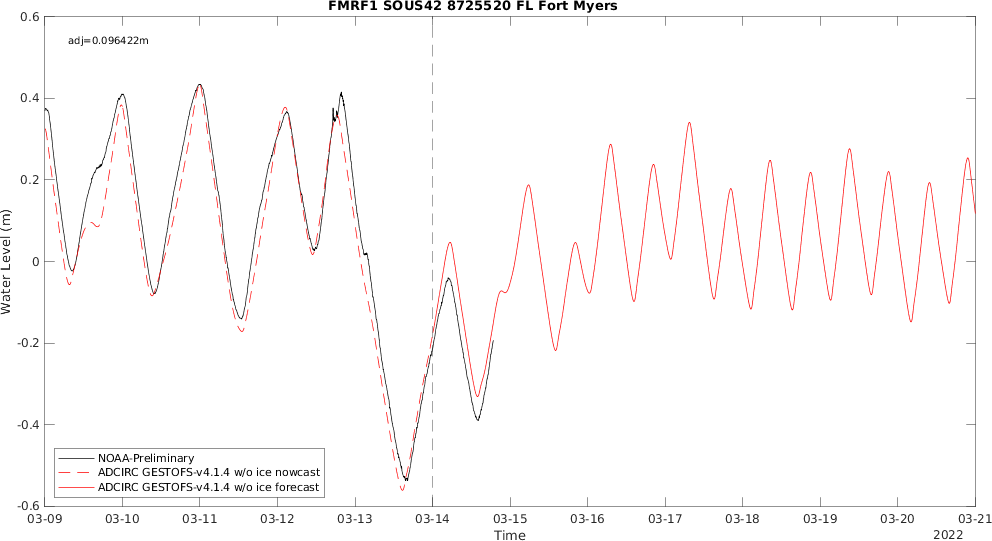 FMRF1 SOUS42 8725520 FL Fort Myers
adj=0.096422m
0.6
0.4
0.2
0
-0.2
-0.4
-0.6
Water Level (m)
NOAA-Preliminary
ADCIRC GESTOFS-v4.1.4 w/o ice nowcast
ADCIRC GESTOFS-v4.1.4 w/o ice forecast
03-09 03-10 03-11 03-12 03-13 03-14 03-15 03-16 03-17 03-18 03-19 03-20 03-21
Time
2022